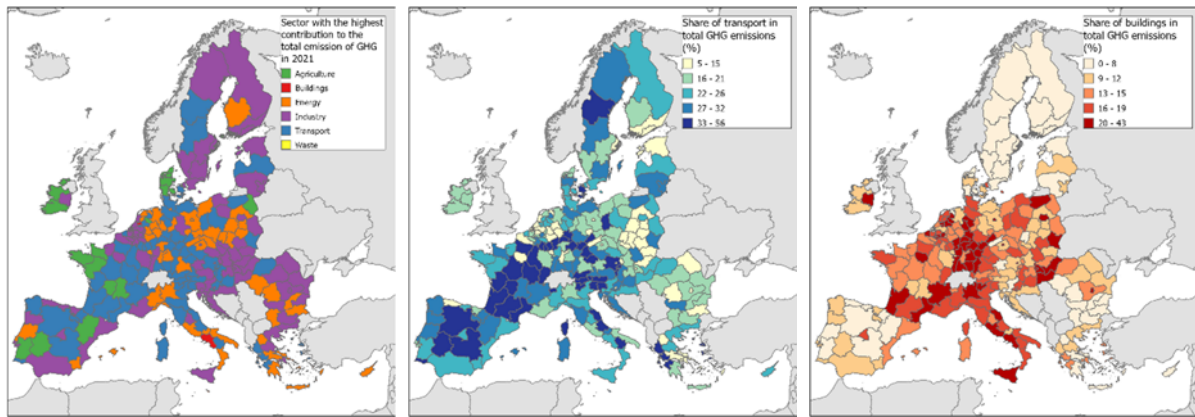 Sector with the highest
contribution to the
total emission of GHG
in 2021
Agriculture
Buildings
Energy
Industry
Transport
Waste
Share of transport in
total GHG emissions
(%)
5 - 15
16 - 21
22 - 26
27 - 32
33 - 56
Share of buildings in
total GHG emissions
(%)
0 - 8
9 - 12
13 - 15
16 - 19
20 - 43